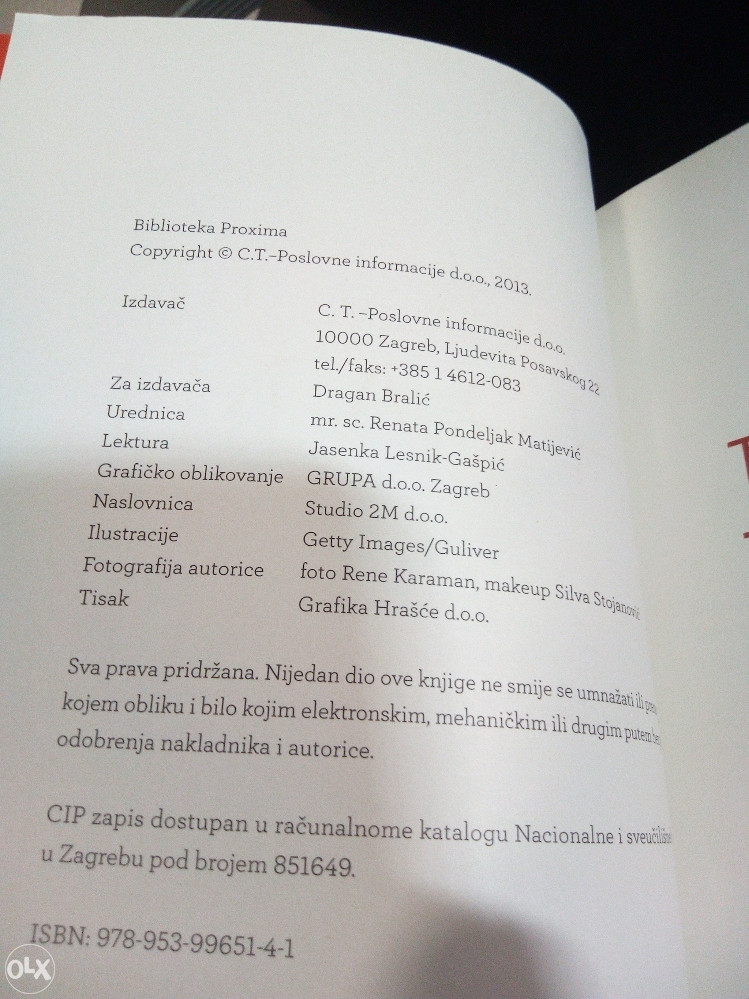 Biblioteka Proxima
Copyright © C.T.–Poslovne informacije d.o.o., 2013.
Izdavač C. T. –Poslovne informacije d.o.o.
10000 Zagreb, Ljudevita Posavskog 22
tel./faks: +385 1 4612-083
Za izdavača Dragan Bralić
Urednica mr. sc. Renata Pondeljak Matijević
Lektura Jasenka Lesnik-Gašpić
Grafičko oblikovanje GRUPA d.o.o. Zagreb
Naslovnica Studio 2M d.o.o.
Ilustracije Getty Images/Guliver
Fotografija autorice foto Rene Karaman, makeup Silva Stojanović
Tisak Grafika Hrašće d.o.o.
Sva prava pridržana. Nijedan dio ove knjige ne smije se umnažati ili
kojem obliku i bilo kojim elektronskim, mehaničkim ili drugim putem
odobrenja nakladnika i autorice.
CIP zapis dostupan u računalnome katalogu Nacionalne i
u Zagrebu pod brojem 851649.
ISBN: 978-953-99651-4-1
OLX